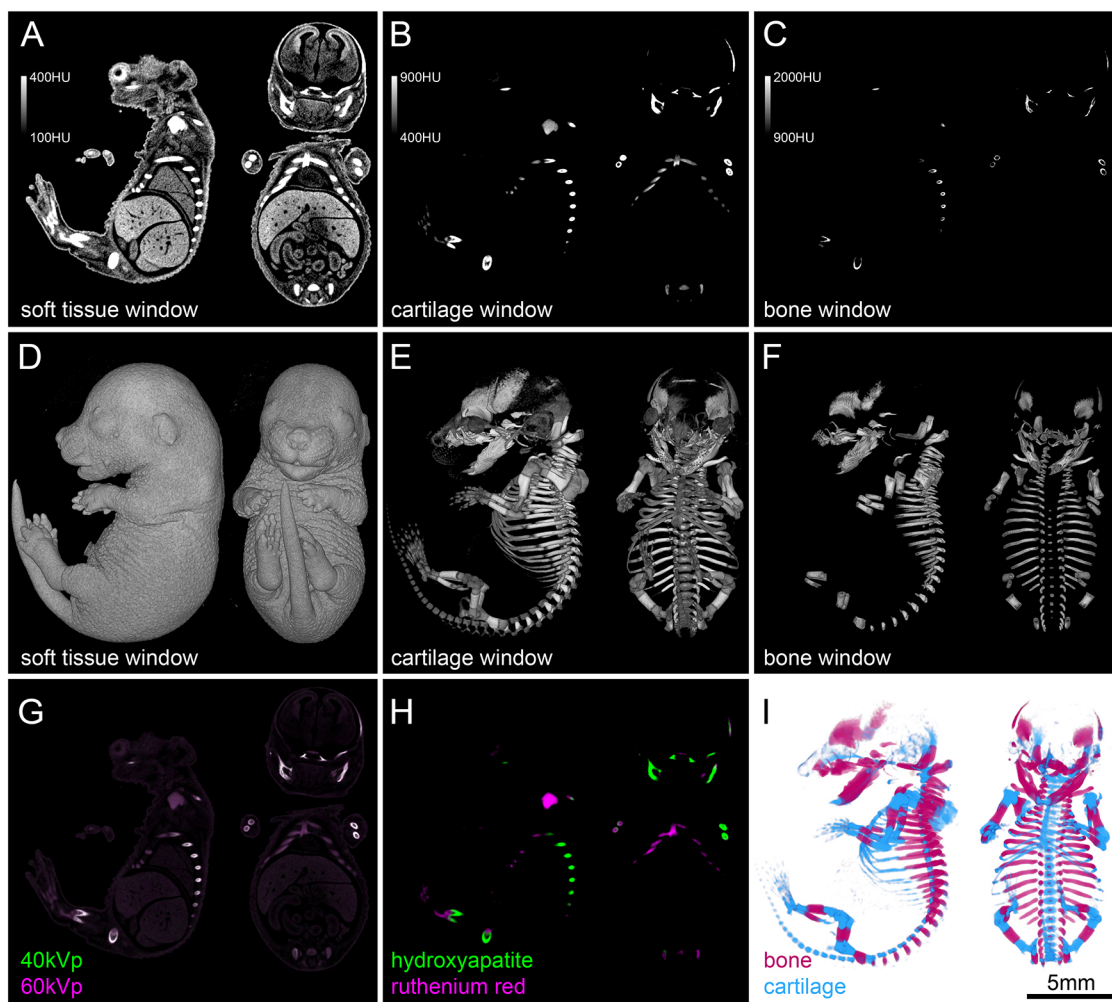 A
400HU
100HU
soft tissue window
B
900HU
400HU
cartilage window
C
2000HU
900HU
bone window
D
soft tissue window
E
cartilage window
F
bone window
G
40kVp
60kVp
H
hydroxyapatite
ruthenium red
I
bone
cartilage
5mm